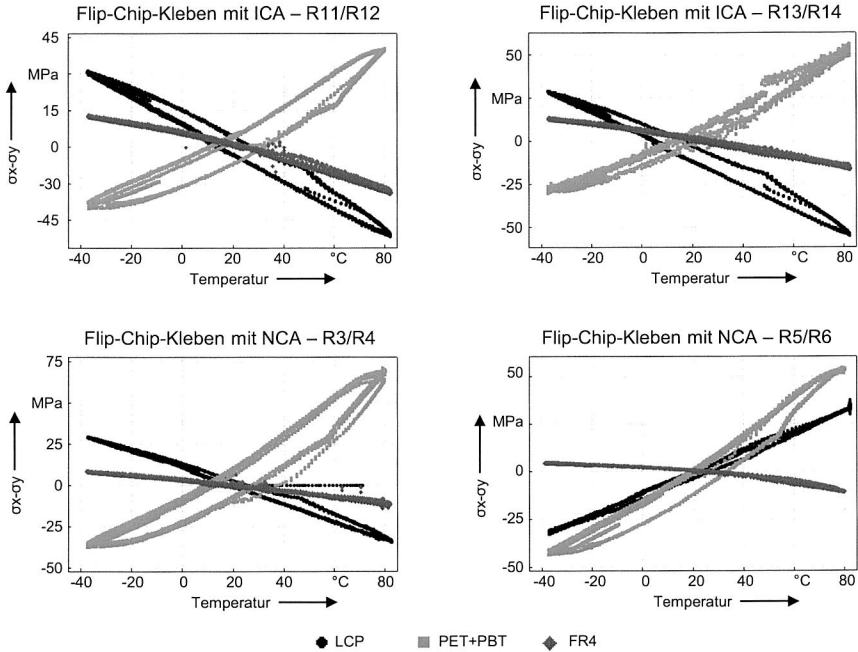 Flip-Chip-Kleben mit ICA – R11/R12
45
MPa
15
0
-30
-45
σx-σy
-40
-20
0
20
40
°C
80
Temperatur
Flip-Chip-Kleben mit ICA – R13/R14
50
MPa
0
-25
-50
σx-σy
-40
-20
0
20
40
°C
80
Temperatur
Flip-Chip-Kleben mit NCA – R3/R4
75
MPa
25
0
-25
-50
σx-σy
-40
-20
0
20
40
°C
80
Temperatur
Flip-Chip-Kleben mit NCA – R5/R6
50
MPa
0
-25
-50
σx-σy
-40
-20
0
20
40
°C
80
Temperatur
LCP
PET+PBT
FR4